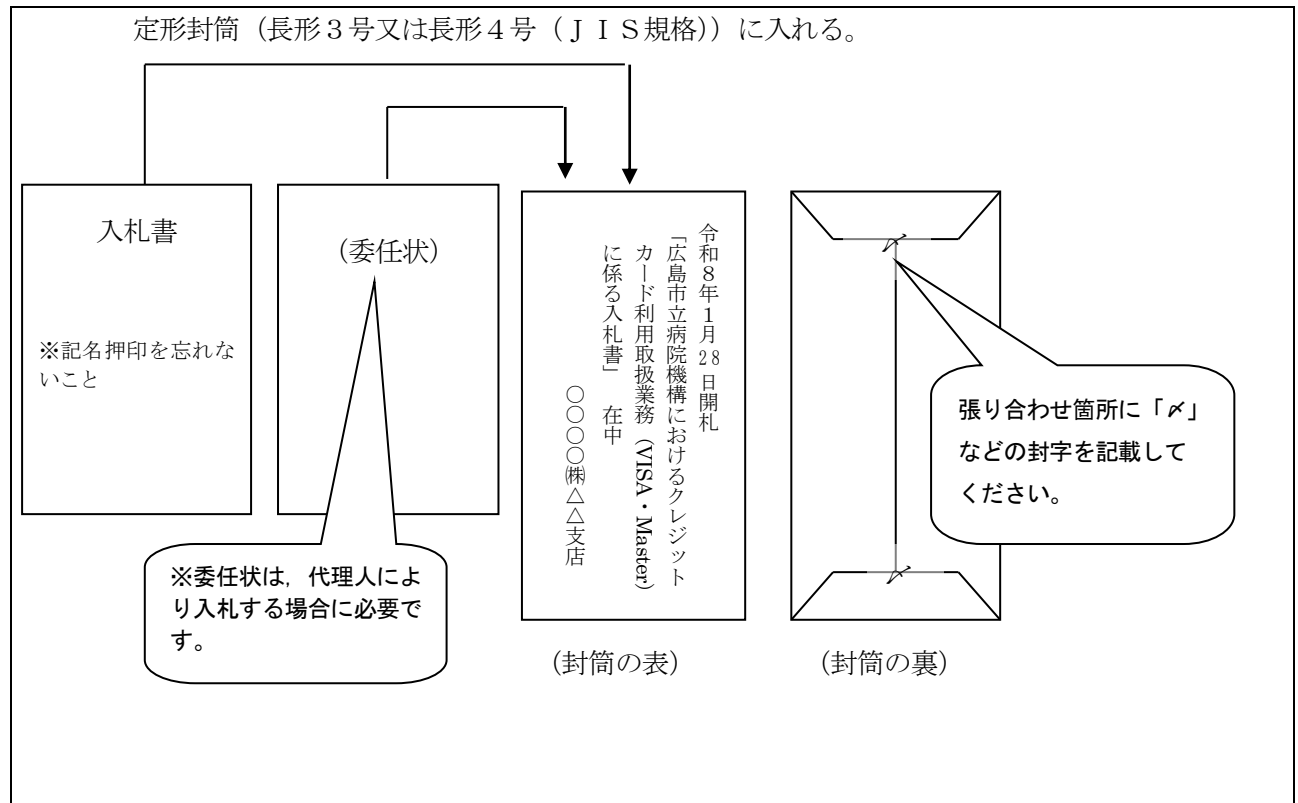 定形封筒（長形３号又は長形４号（ＪＩＳ規格））に入れる。
入札書
※記名押印を忘れな
いこと
（委任状）
※委任状は，代理人によ
り入札する場合に必要で
す。
令和８年１月28日開札
「広島市立病院機構におけるクレジット
カード利用取扱業務（VISA・Master）
に係る入札書」　在中
○○○○㈱△△支店
（封筒の表）
〆
〆
張り合わせ箇所に「〆」
などの封字を記載して
ください。
（封筒の裏）